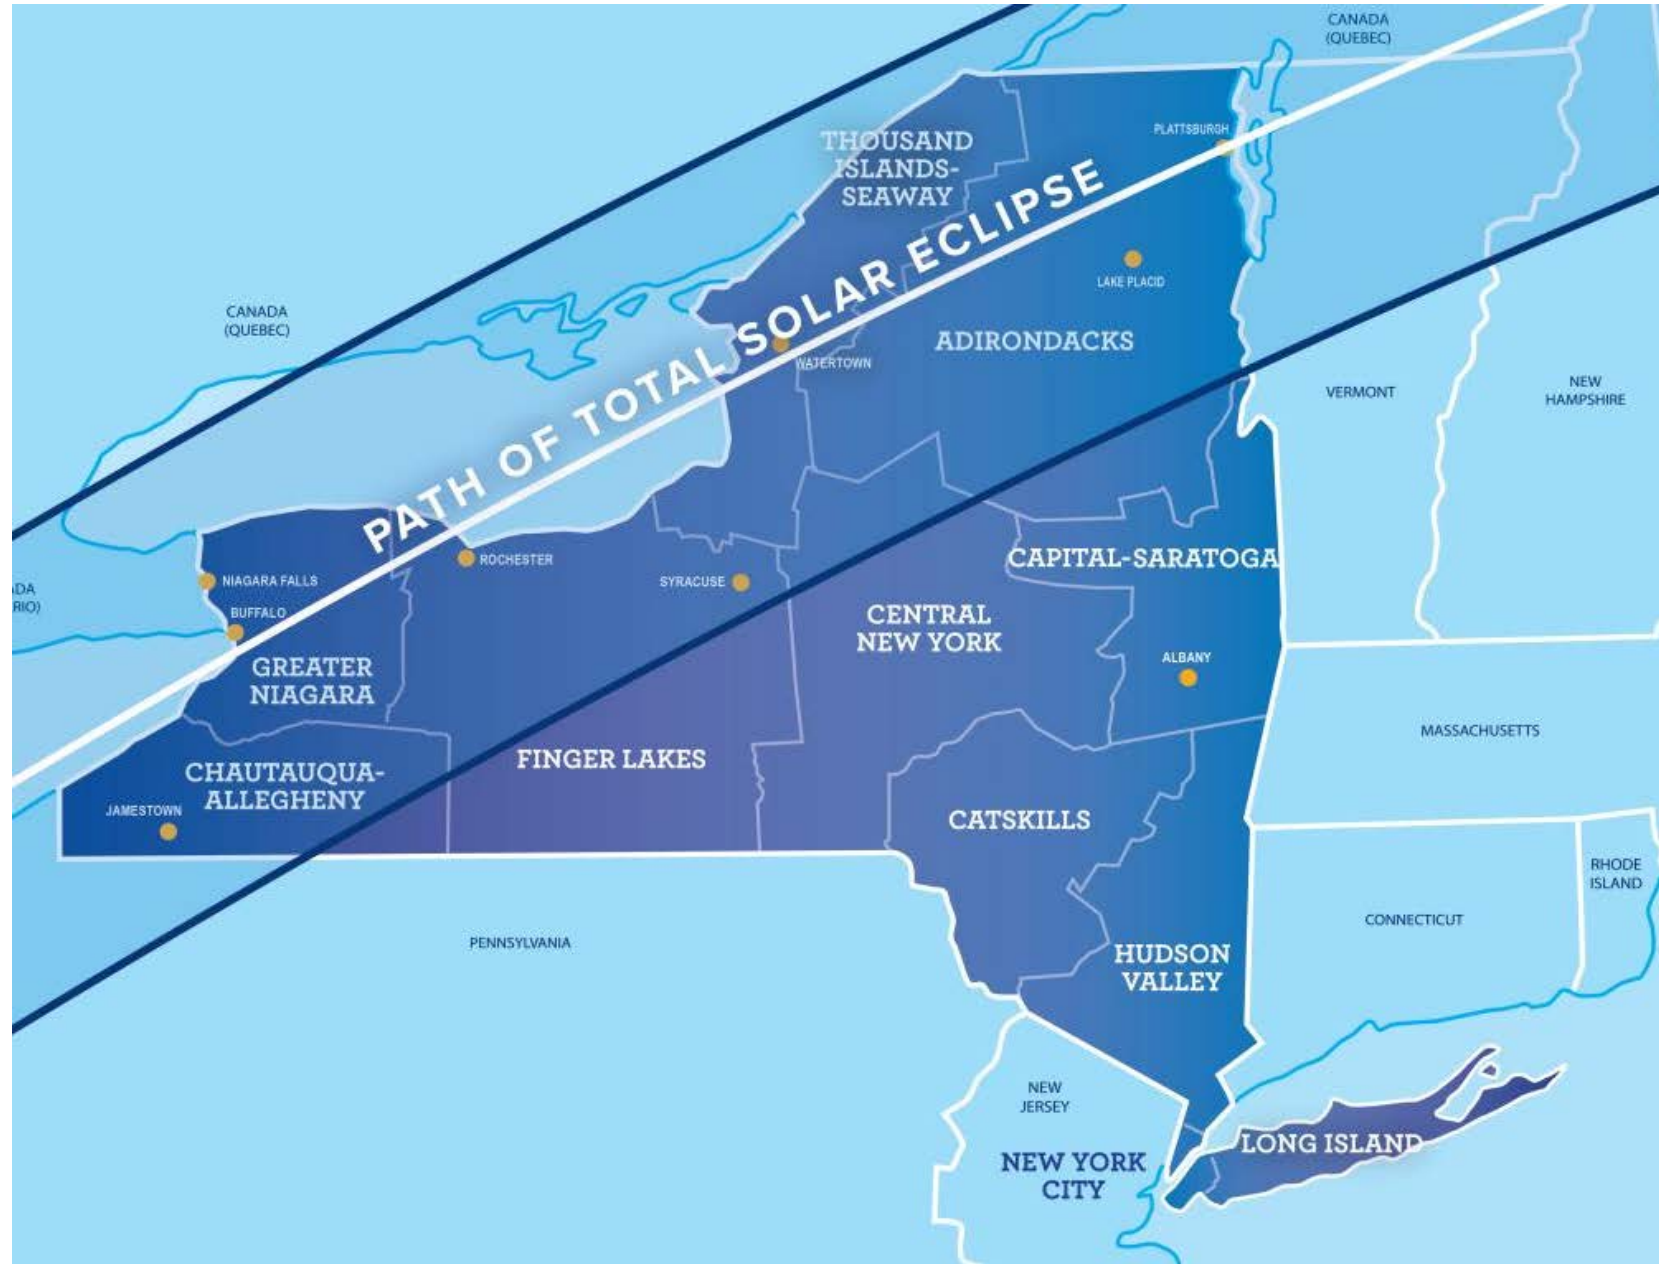 CANADA
(QUEBEC)
THOUSAND
ISLANDS-
SEAWAY
PLATTSBURGH
PATH OF TOTAL SOLAR ECLIPSE
LAKE PLACID
CANADA
(QUEBEC)
ADIRONDACKS
WATERTOWN
VERMONT
NEW
HAMPSHIRE
ROCHESTER
CAPITAL-SARATOGA
NIAGARA FALLS
SYRACUSE
DA
RIO)
BUFFALO
CENTRAL
NEW YORK
GREATER
NIAGARA
ALBANY
MASSACHUSETTS
FINGER LAKES
CHAUTAUQUA-
ALLEGHENY
JAMESTOWN
CATSKILLS
RHODE
ISLAND
CONNECTICUT
PENNSYLVANIA
HUDSON
VALLEY
NEW
JERSEY
LONG ISLAND
NEW YORK
CITY